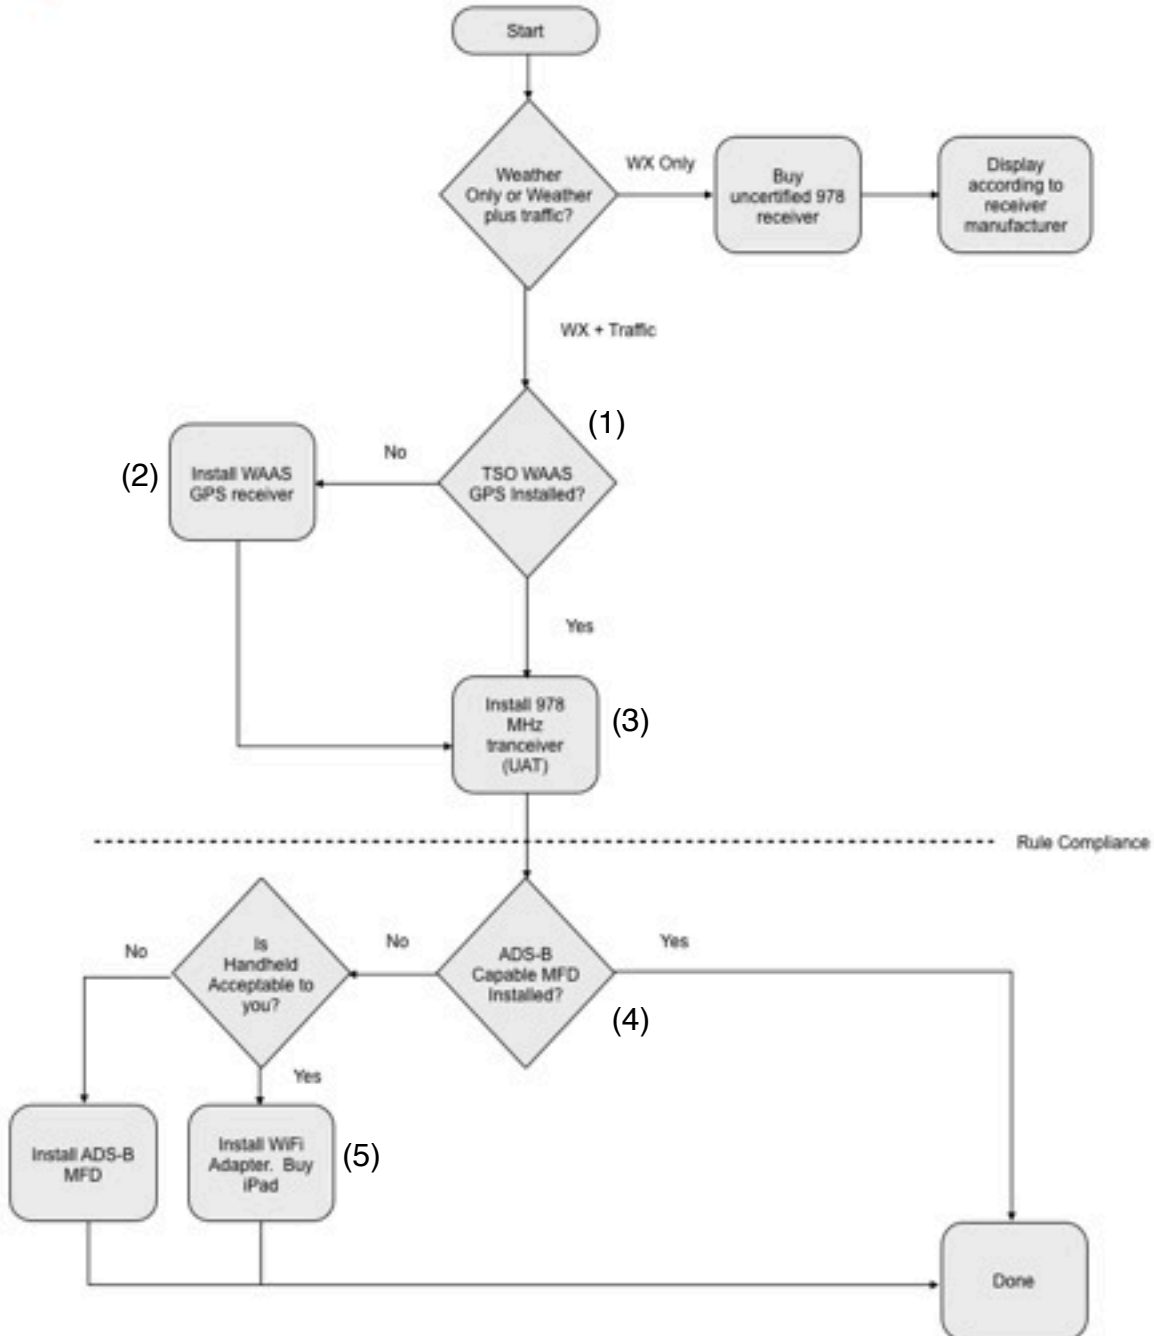 Start
Weather
Only or Weather
plus traffic?
WX Only
Buy
uncertified 978
receiver
Display
according to
receiver
manufacturer
WX + Traffic
(1)
TSO WAAS
GPS Installed?
No
(2)
Install WAAS
GPS receiver
Yes
Install 978
MHz
tranceiver
(UAT)
(3)
Rule Compliance
ADS-B
Capable MFD
Installed?
(4)
Yes
No
Is
Handheld
Acceptable to
you?
No
Yes
Install ADS-B
MFD
Install WiFi
Adapter. Buy
iPad
(5)
Done